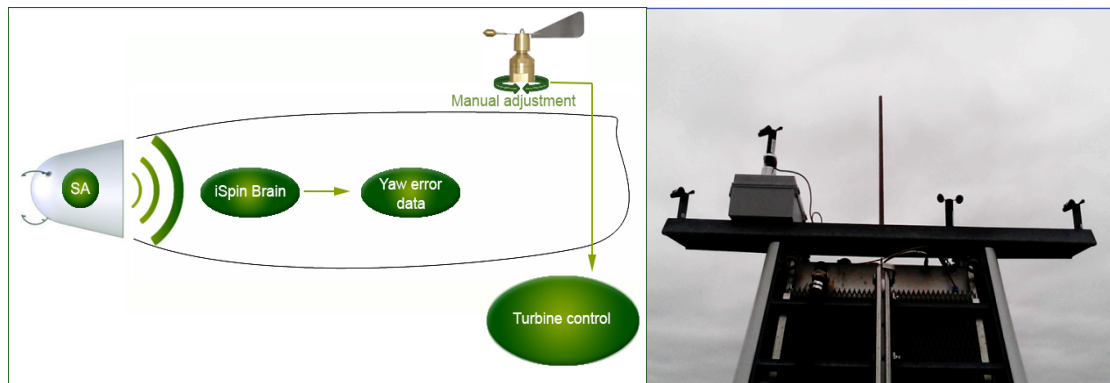 Manual adjustment
SA
iSpin Brain
Yaw error
data
Turbine control